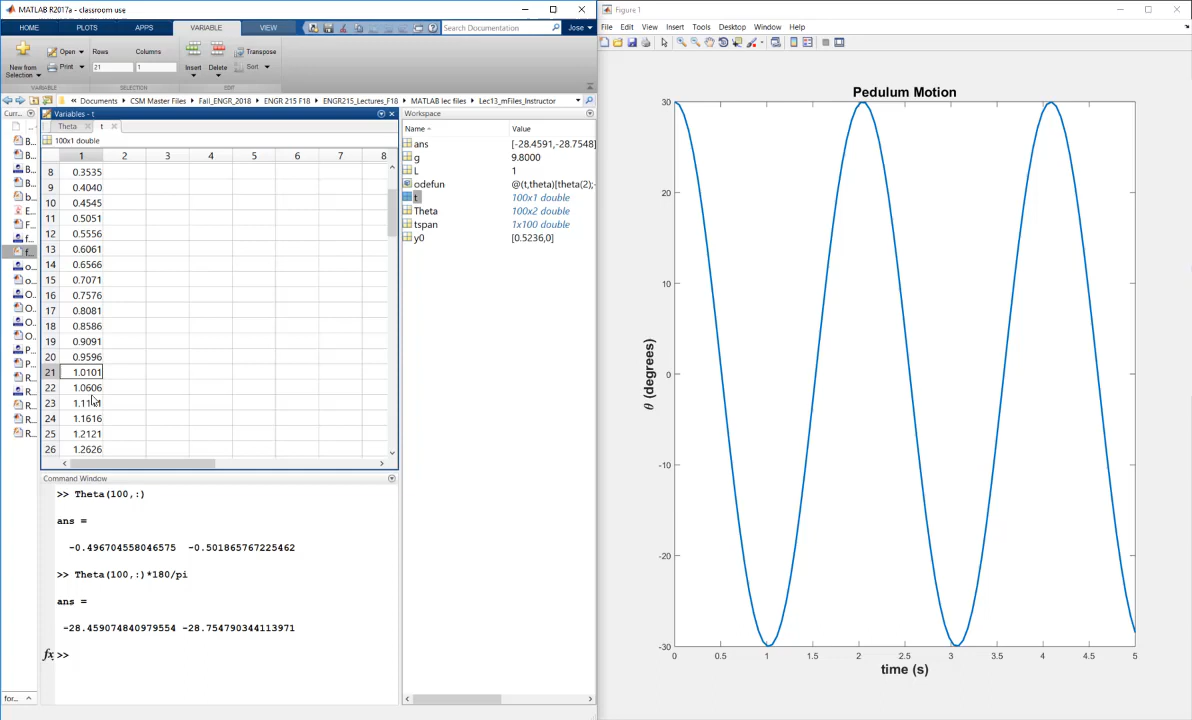 MATLAB R2017a - classroom use
HOME PLOTS APPS VARIABLE VIEW Search Documentation Jose
New from Selection
Open
Print
Rows Columns
21 1
Insert Delete
Transpose
Sort
VARIABLE SELECTION EDIT
« Documents CSM Master Files Fall_ENGR_2018 ENGR 215 F18 ENGR215_Lectures_F18 MATLAB lec files Lec13_mFiles_Instructor
Curr...
B...
B...
B...
B...
b...
E...
F...
f...
f...
o...
o...
O...
O...
O...
O...
P...
P...
R...
R...
R...
R...
R...
for...
Variables - t
Theta t
100x1 double
1 2 3 4 5 6 7 8
8 0.3535
9 0.4040
10 0.4545
11 0.5051
12 0.5556
13 0.6061
14 0.6566
15 0.7071
16 0.7576
17 0.8081
18 0.8586
19 0.9091
20 0.9596
21 1.0101
22 1.0606
23
24 1.1616
25 1.2121
26 1.2626
Command Window
>> Theta(100,:)
ans =
-0.496704558046575 -0.501865767225462
>> Theta(100,:)*180/pi
ans =
-28.459074840979554 -28.754790344113971
fx >>
Workspace
Name Value
ans [-28.4591,-28.7548]
g 9.8000
L 1
odefun @(t,theta)[theta(2);-
t 100x1 double
Theta 100x2 double
tspan 1x100 double
y0 [0.5236,0]
Figure 1
File Edit View Insert Tools Desktop Window Help
Pedulum Motion
30
20
10
0
-10
-20
-30
θ (degrees)
0 0.5 1 1.5 2 2.5 3 3.5 4 4.5 5
time (s)